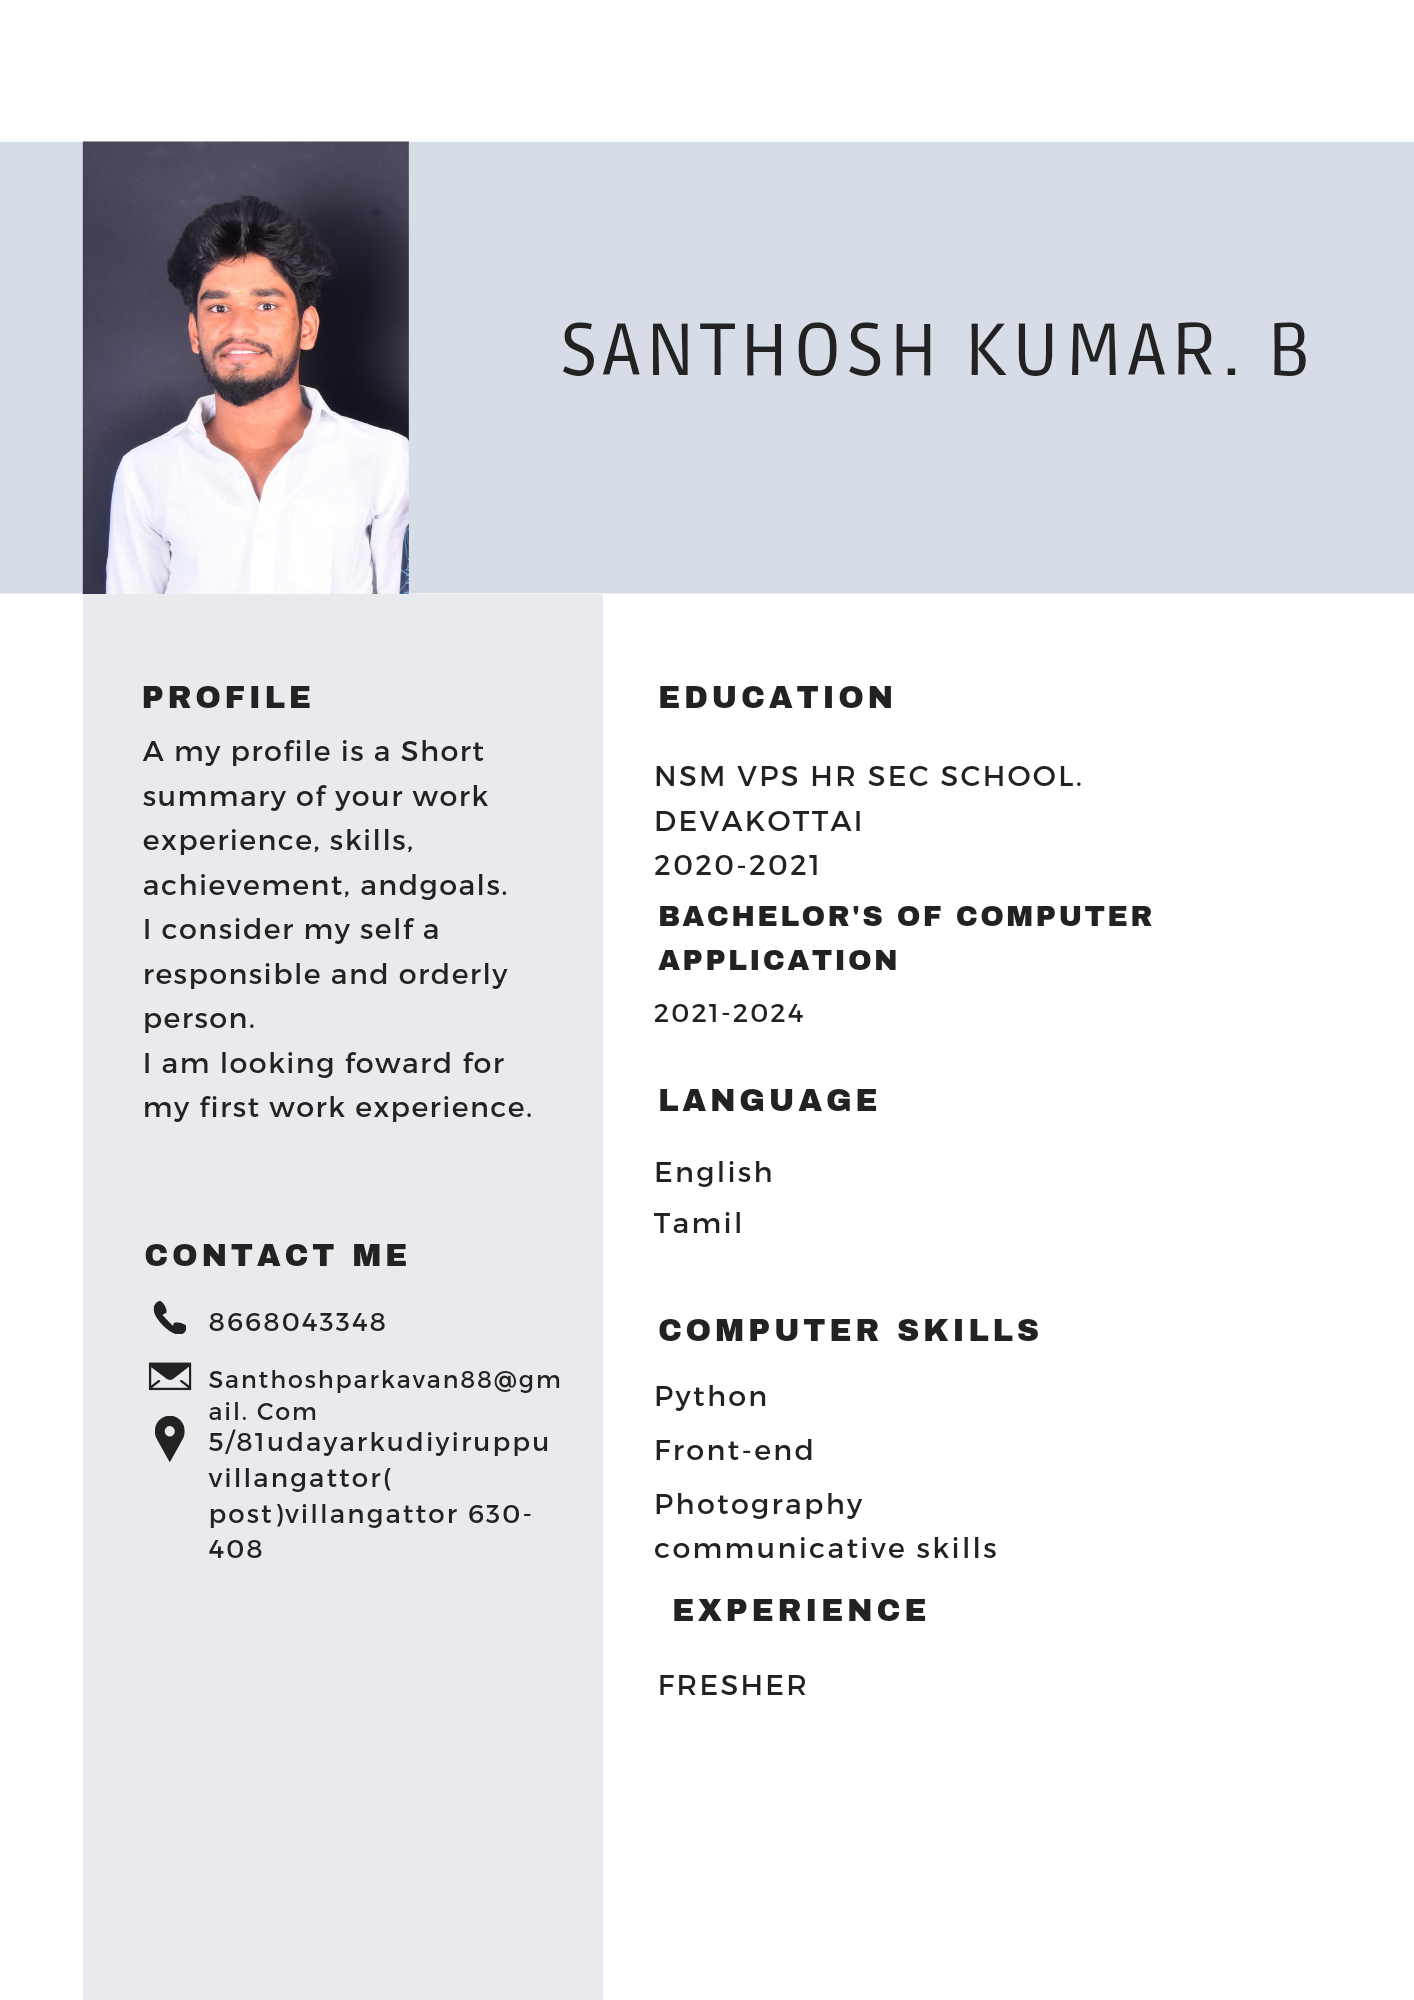 SANTHOSH KUMAR. B
PROFILE
A my profile is a Short
summary of your work
experience, skills,
achievement, andgoals.
I consider my self a
responsible and orderly
person.
I am looking foward for
my first work experience.
CONTACT ME
8668043348
Santhoshparkavan88@gm
ail. Com
5/81udayarkudiyiruppu
villangattor(
post)villangattor 630-
408
EDUCATION
NSM VPS HR SEC SCHOOL.
DEVAKOTTAI
2020-2021
BACHELOR'S OF COMPUTER
APPLICATION
2021-2024
LANGUAGE
English
Tamil
COMPUTER SKILLS
Python
Front-end
Photography
communicative skills
EXPERIENCE
FRESHER